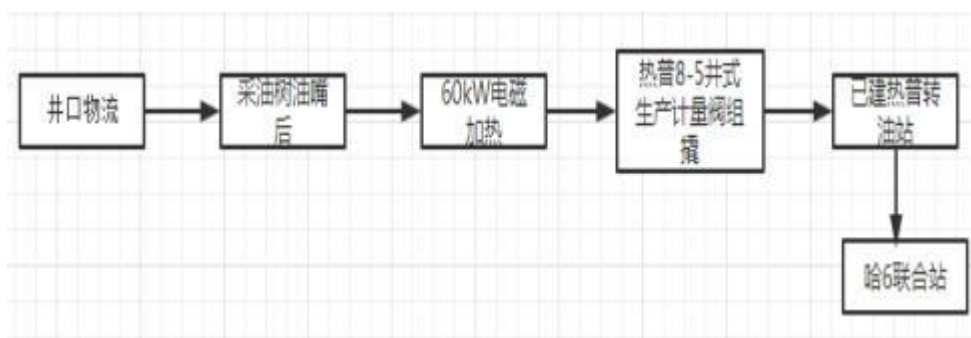 井口物流
采油树油嘴
后
60kW电磁
加热
热普8-5井式
生产计量阀组
撬
已建热普转
油站
哈6联合站